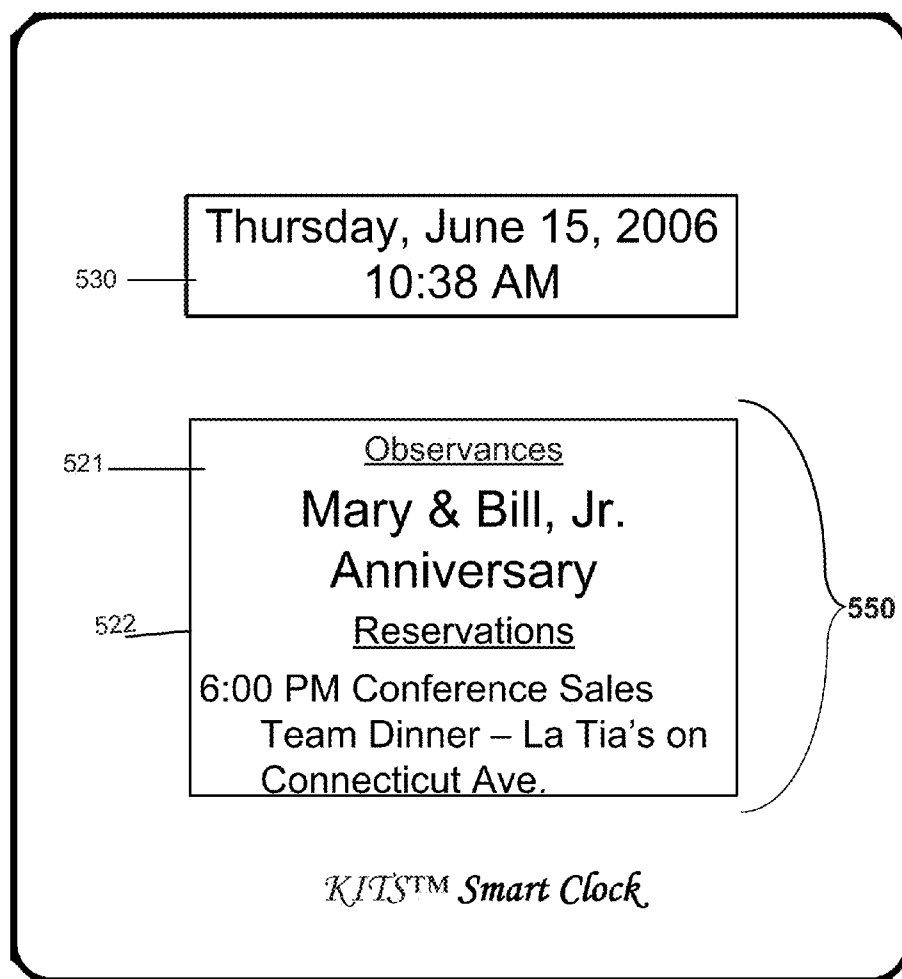 Thursday, June 15, 2006
530
10:38 AM
521
Observances
Mary & Bill, Jr.
Anniversary
522
Reservations
550
6:00 PM Conference Sales
Team Dinner – La Tia's on
Connecticut Ave.
KITS™ Smart Clock